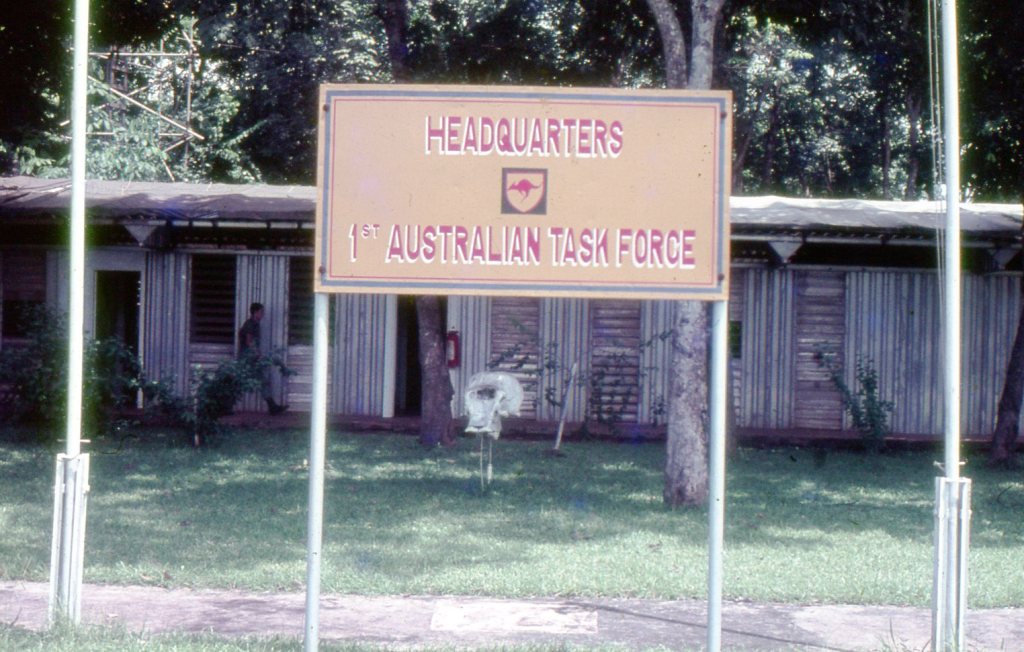 HEADQUARTERS
1ST AUSTRALIAN TASK FORCE